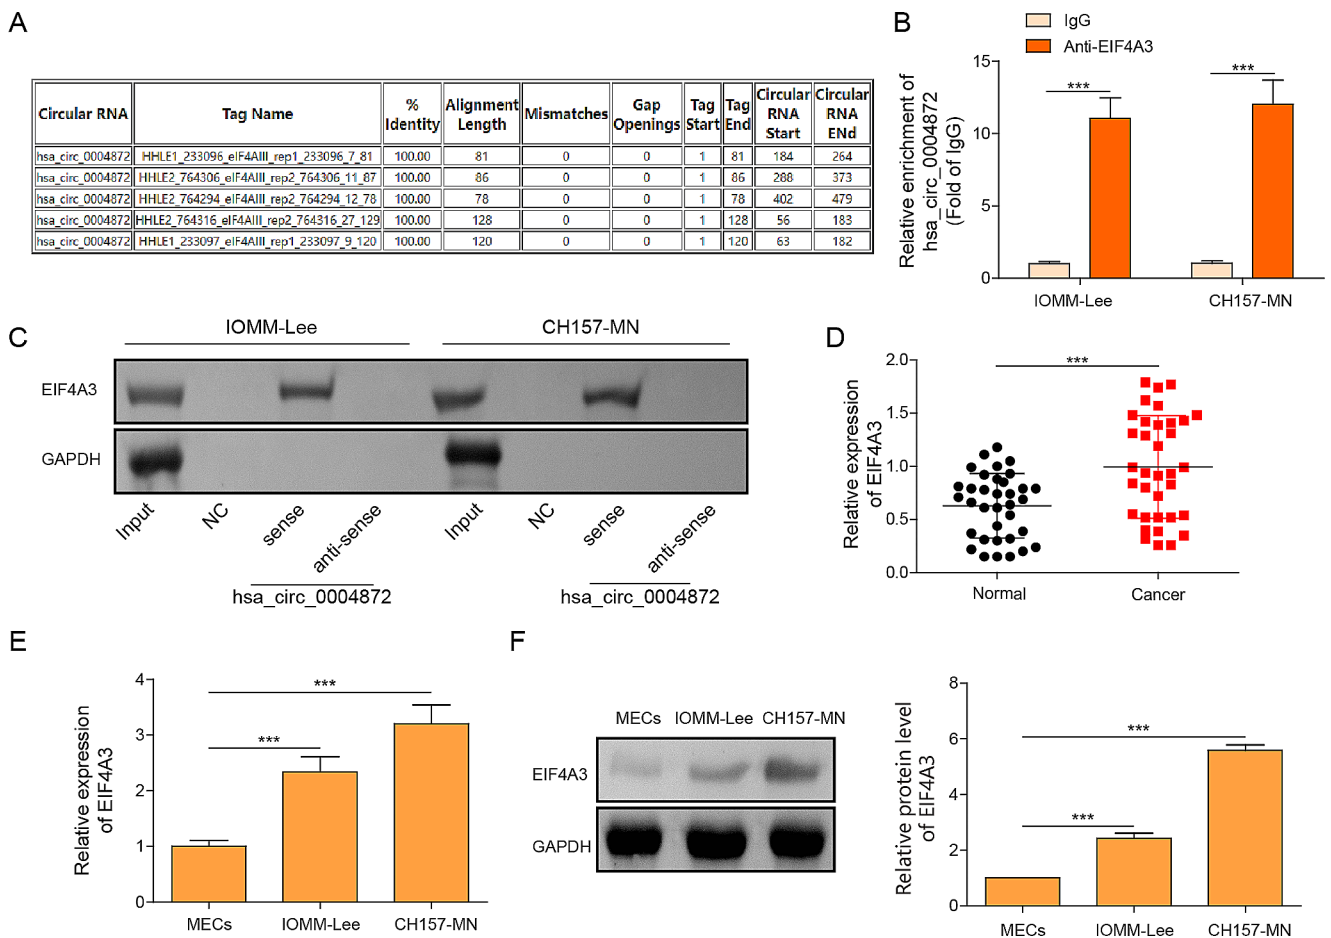 A
Circular RNA Tag Name % Identity Alignment Length Mismatches Gap Openings Tag Start Tag End Circular RNA Start Circular RNA ENd
hsa_circ_0004872 HHLE1_233096_eIF4AIII_rep1_233096_7_81 100.00 81 0 0 1 81 184 264
hsa_circ_0004872 HHLE2_764306_eIF4AIII_rep2_764306_11_87 100.00 86 0 0 1 86 288 373
hsa_circ_0004872 HHLE2_764294_eIF4AIII_rep2_764294_12_78 100.00 78 0 0 1 78 402 479
hsa_circ_0004872 HHLE2_764316_eIF4AIII_rep2_764316_27_129 100.00 128 0 0 1 128 56 183
hsa_circ_0004872 HHLE1_233097_eIF4AIII_rep1_233097_9_120 100.00 120 0 0 1 120 63 182
B
IgG
Anti-EIF4A3
Relative enrichment of
hsa_circ_0004872
(Fold of IgG)
15
10
5
0
***
***
IOMM-Lee CH157-MN
C
IOMM-Lee CH157-MN
EIF4A3
GAPDH
Input NC sense anti-sense Input NC sense anti-sense
hsa_circ_0004872 hsa_circ_0004872
D
Relative expression
of EIF4A3
2.0
1.5
1.0
0.5
0.0
***
Normal Cancer
E
Relative expression
of EIF4A3
4
3
2
1
0
***
***
MECs IOMM-Lee CH157-MN
F
MECs IOMM-Lee CH157-MN
EIF4A3
GAPDH
Relative protein level
of EIF4A3
8
6
4
2
0
***
***
MECs IOMM-Lee CH157-MN